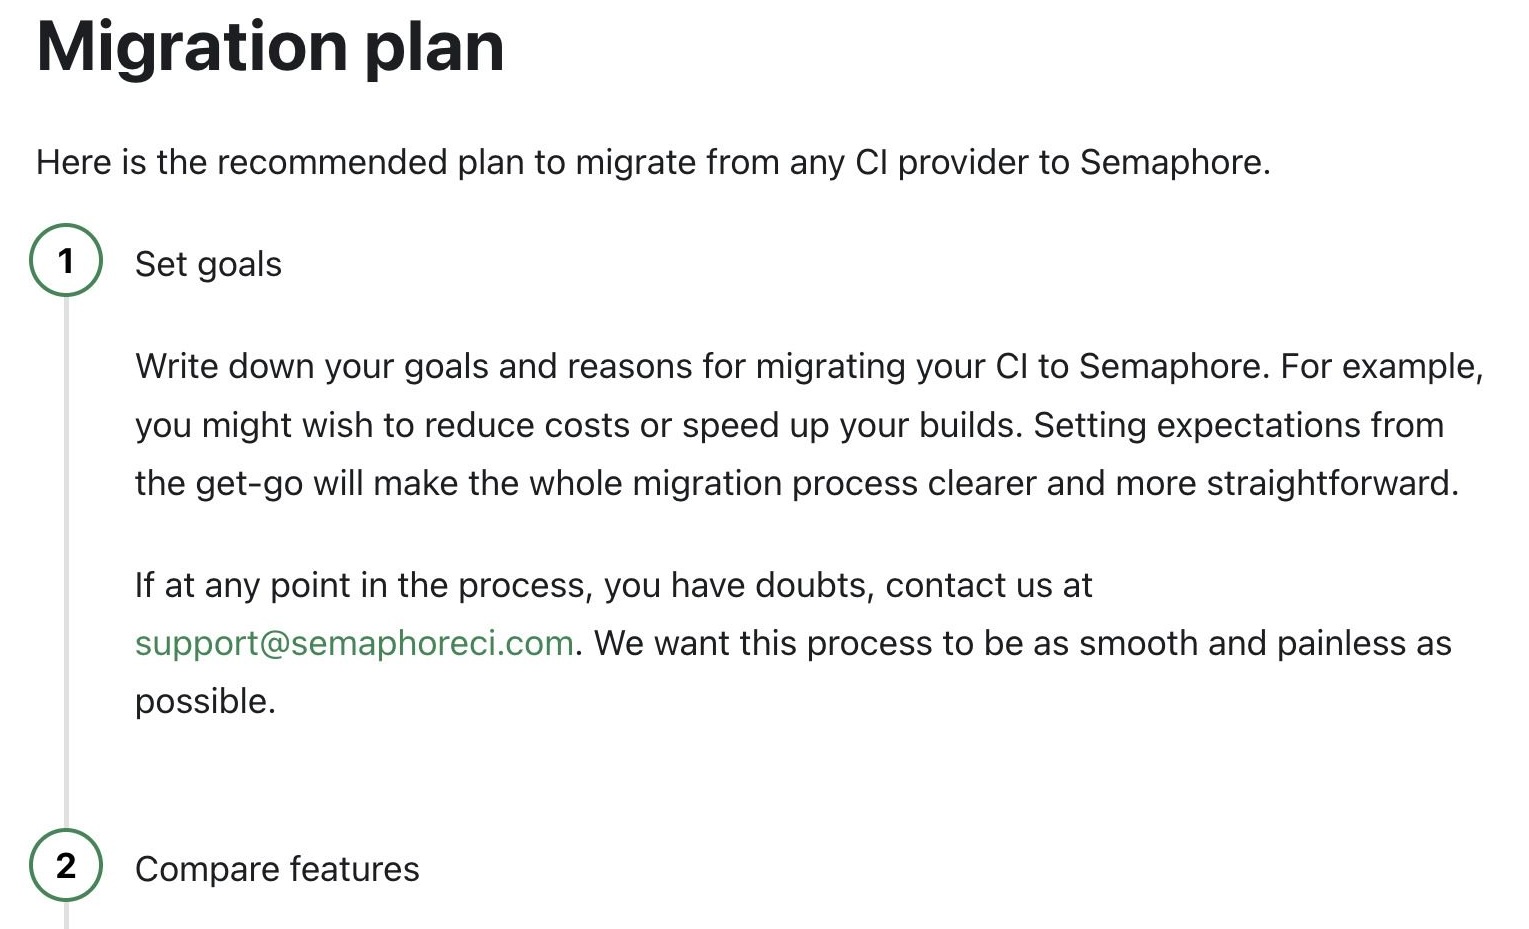 Migration plan
Here is the recommended plan to migrate from any CI provider to Semaphore.
1 Set goals
Write down your goals and reasons for migrating your CI to Semaphore. For example,
you might wish to reduce costs or speed up your builds. Setting expectations from
the get-go will make the whole migration process clearer and more straightforward.
If at any point in the process, you have doubts, contact us at
support@semaphoreci.com. We want this process to be as smooth and painless as
possible.
2 Compare features